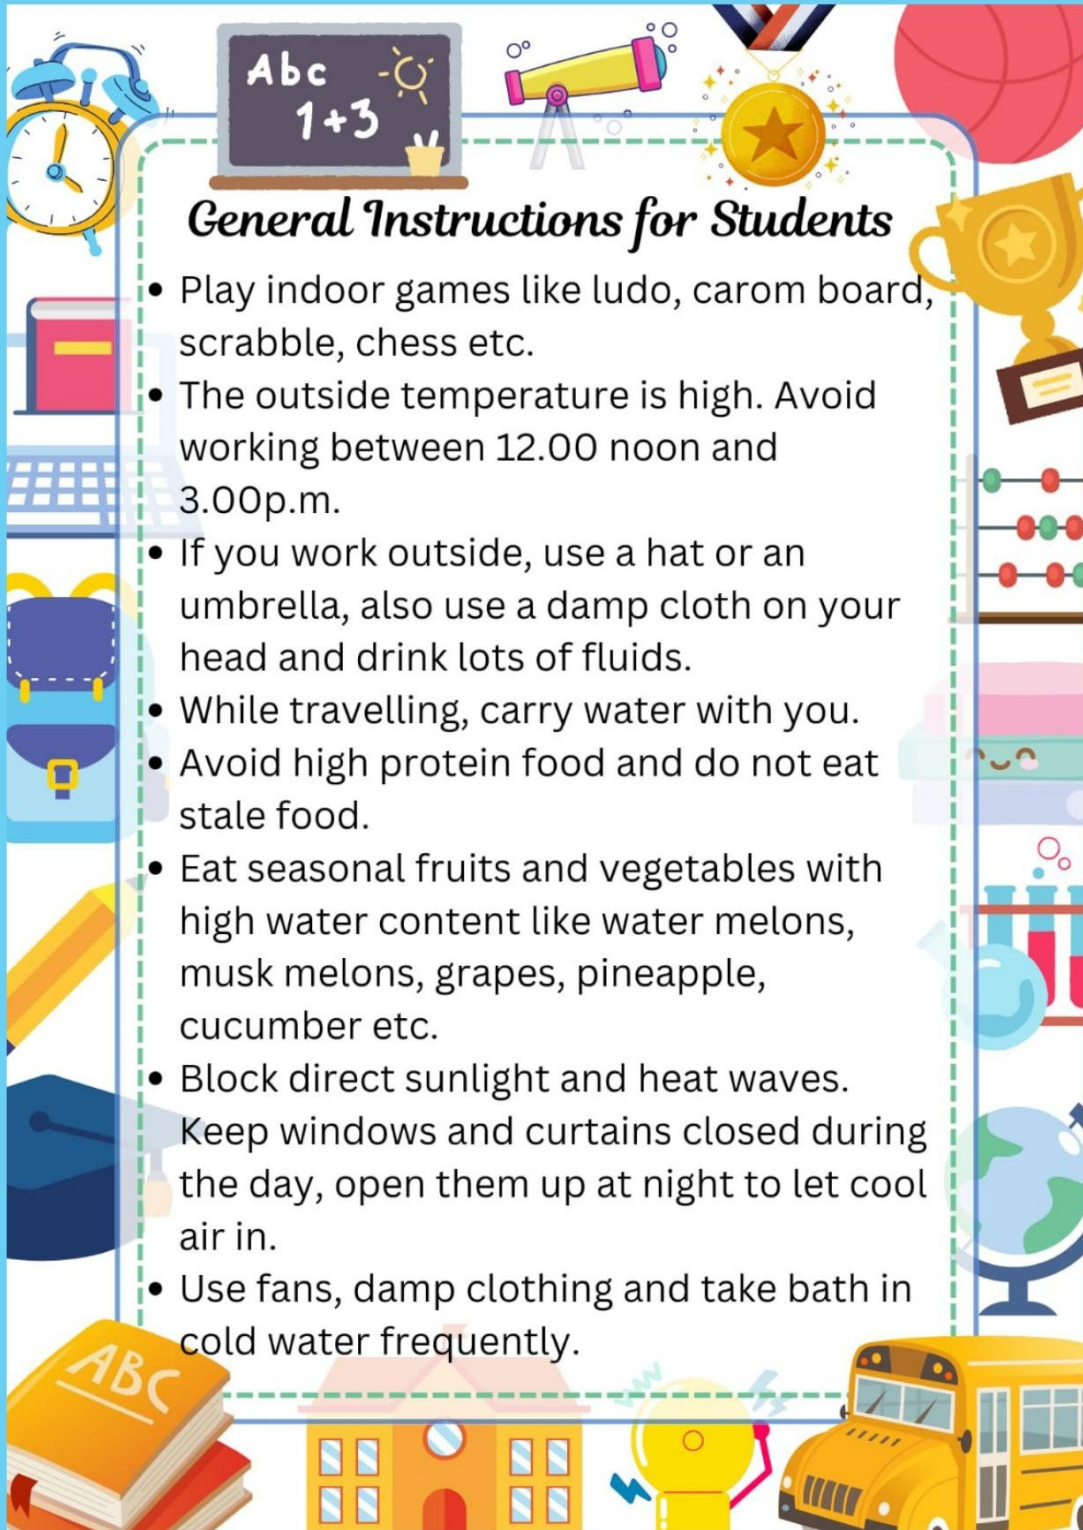 Abc
1+3
General Instructions for Students
• Play indoor games like ludo, carom board,
scrabble, chess etc.
• The outside temperature is high. Avoid
working between 12.00 noon and
3.00p.m.
• If you work outside, use a hat or an
umbrella, also use a damp cloth on your
head and drink lots of fluids.
• While travelling, carry water with you.
• Avoid high protein food and do not eat
stale food.
• Eat seasonal fruits and vegetables with
high water content like water melons,
musk melons, grapes, pineapple,
cucumber etc.
• Block direct sunlight and heat waves.
Keep windows and curtains closed during
the day, open them up at night to let cool
air in.
• Use fans, damp clothing and take bath in
cold water frequently.
ABC